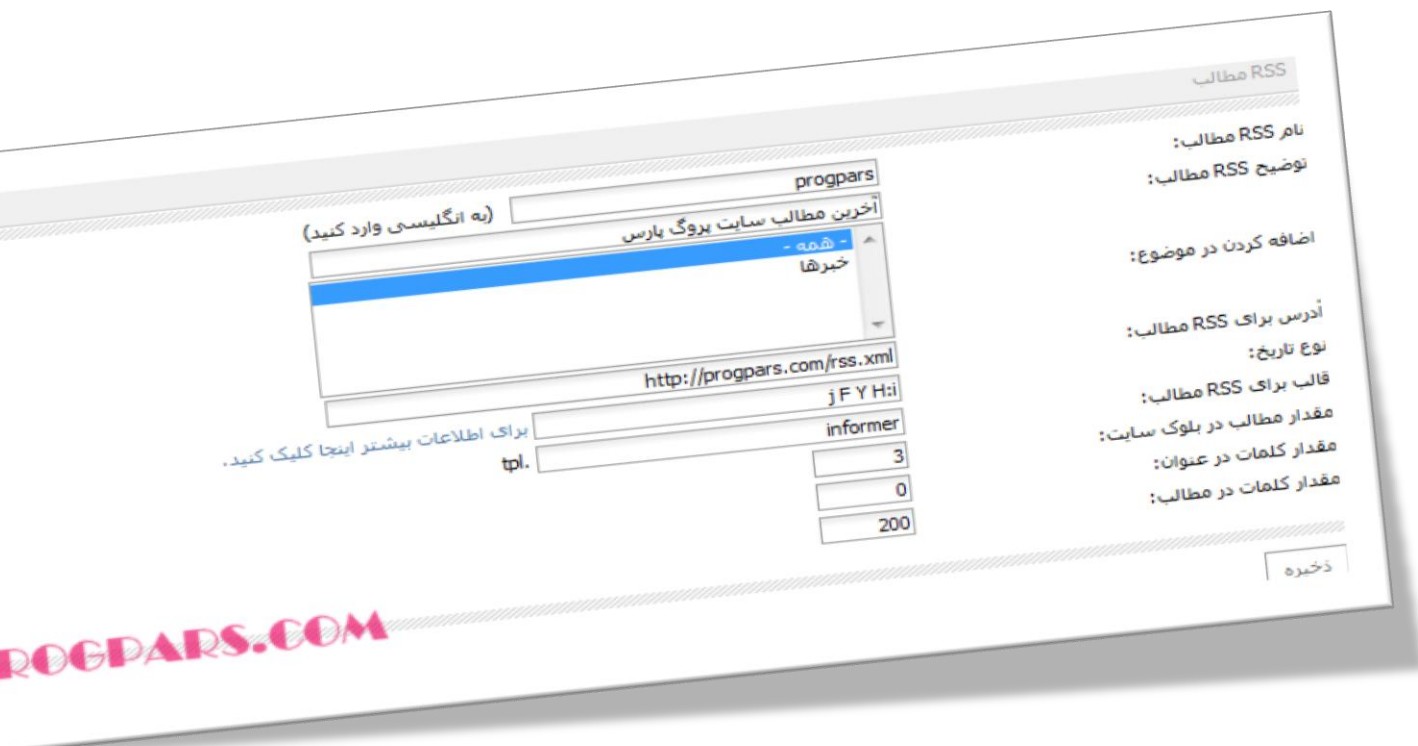 RSS مطالب
نام RSS مطالب:
progpars (به انگلیسی وارد کنید)
توضیح RSS مطالب:
آخرین مطالب سایت پروگ پارس
اضافه کردن در موضوع:
- همه -
خبرها
آدرس برای RSS مطالب:
http://progpars.com/rss.xml
نوع تاریخ:
j F Y H:i برای اطلاعات بیشتر اینجا کلیک کنید.
قالب برای RSS مطالب:
informer .tpl
مقدار مطالب در بلوک سایت:
3
مقدار کلمات در عنوان:
0
مقدار کلمات در مطالب:
200
ذخیره
ROGPARS.COM